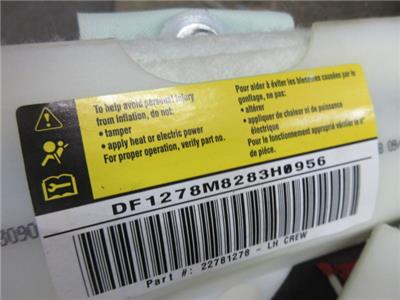 To help avoid personal injury
from inflation, do not:
• tamper
• apply heat or electric power
For proper operation, verify part no.
Pour aider à éviter les blessures causées par le
gonflage, ne pas:
• altérer
• appliquer de chaleur ni de puissance
électrique
Pour le fonctionnement approprié vérifier n°
de pièce.
DF1278M8283H0956
Part #: 22781278 - LH CREW
3090